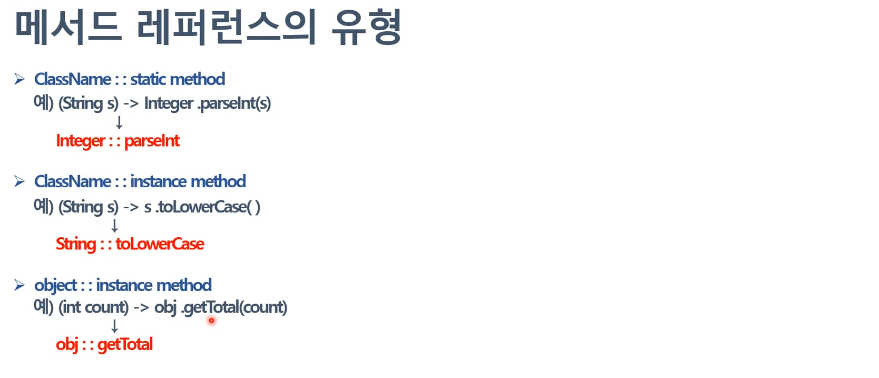 메서드 레퍼런스의 유형
➢ ClassName : : static method
예) (String s) -> Integer .parseInt(s)
↓
Integer : : parseInt
➢ ClassName : : instance method
예) (String s) -> s .toLowerCase( )
↓
String : : toLowerCase
➢ object : : instance method
예) (int count) -> obj .getTotal(count)
↓
obj : : getTotal